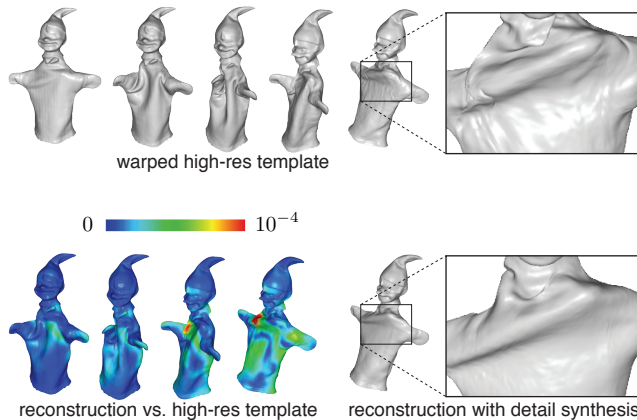 warped high-res template
0 10⁻⁴
reconstruction vs. high-res template
reconstruction with detail synthesis